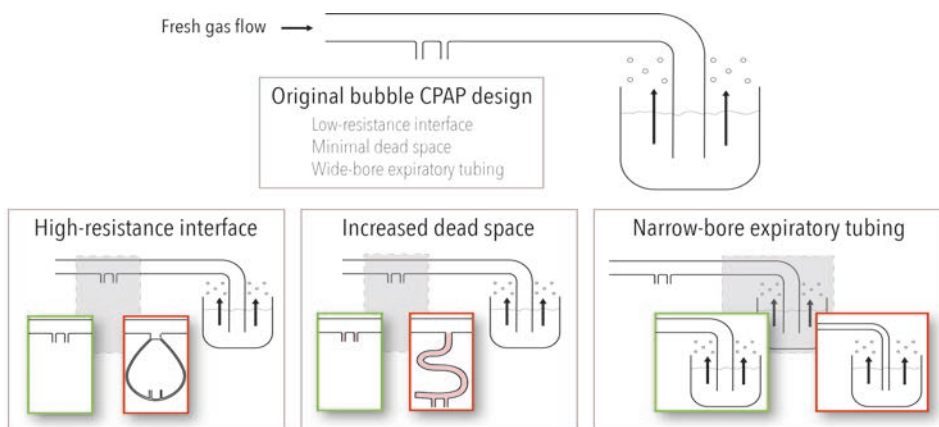 Fresh gas flow
Original bubble CPAP design
Low-resistance interface
Minimal dead space
Wide-bore expiratory tubing
High-resistance interface
Increased dead space
Narrow-bore expiratory tubing